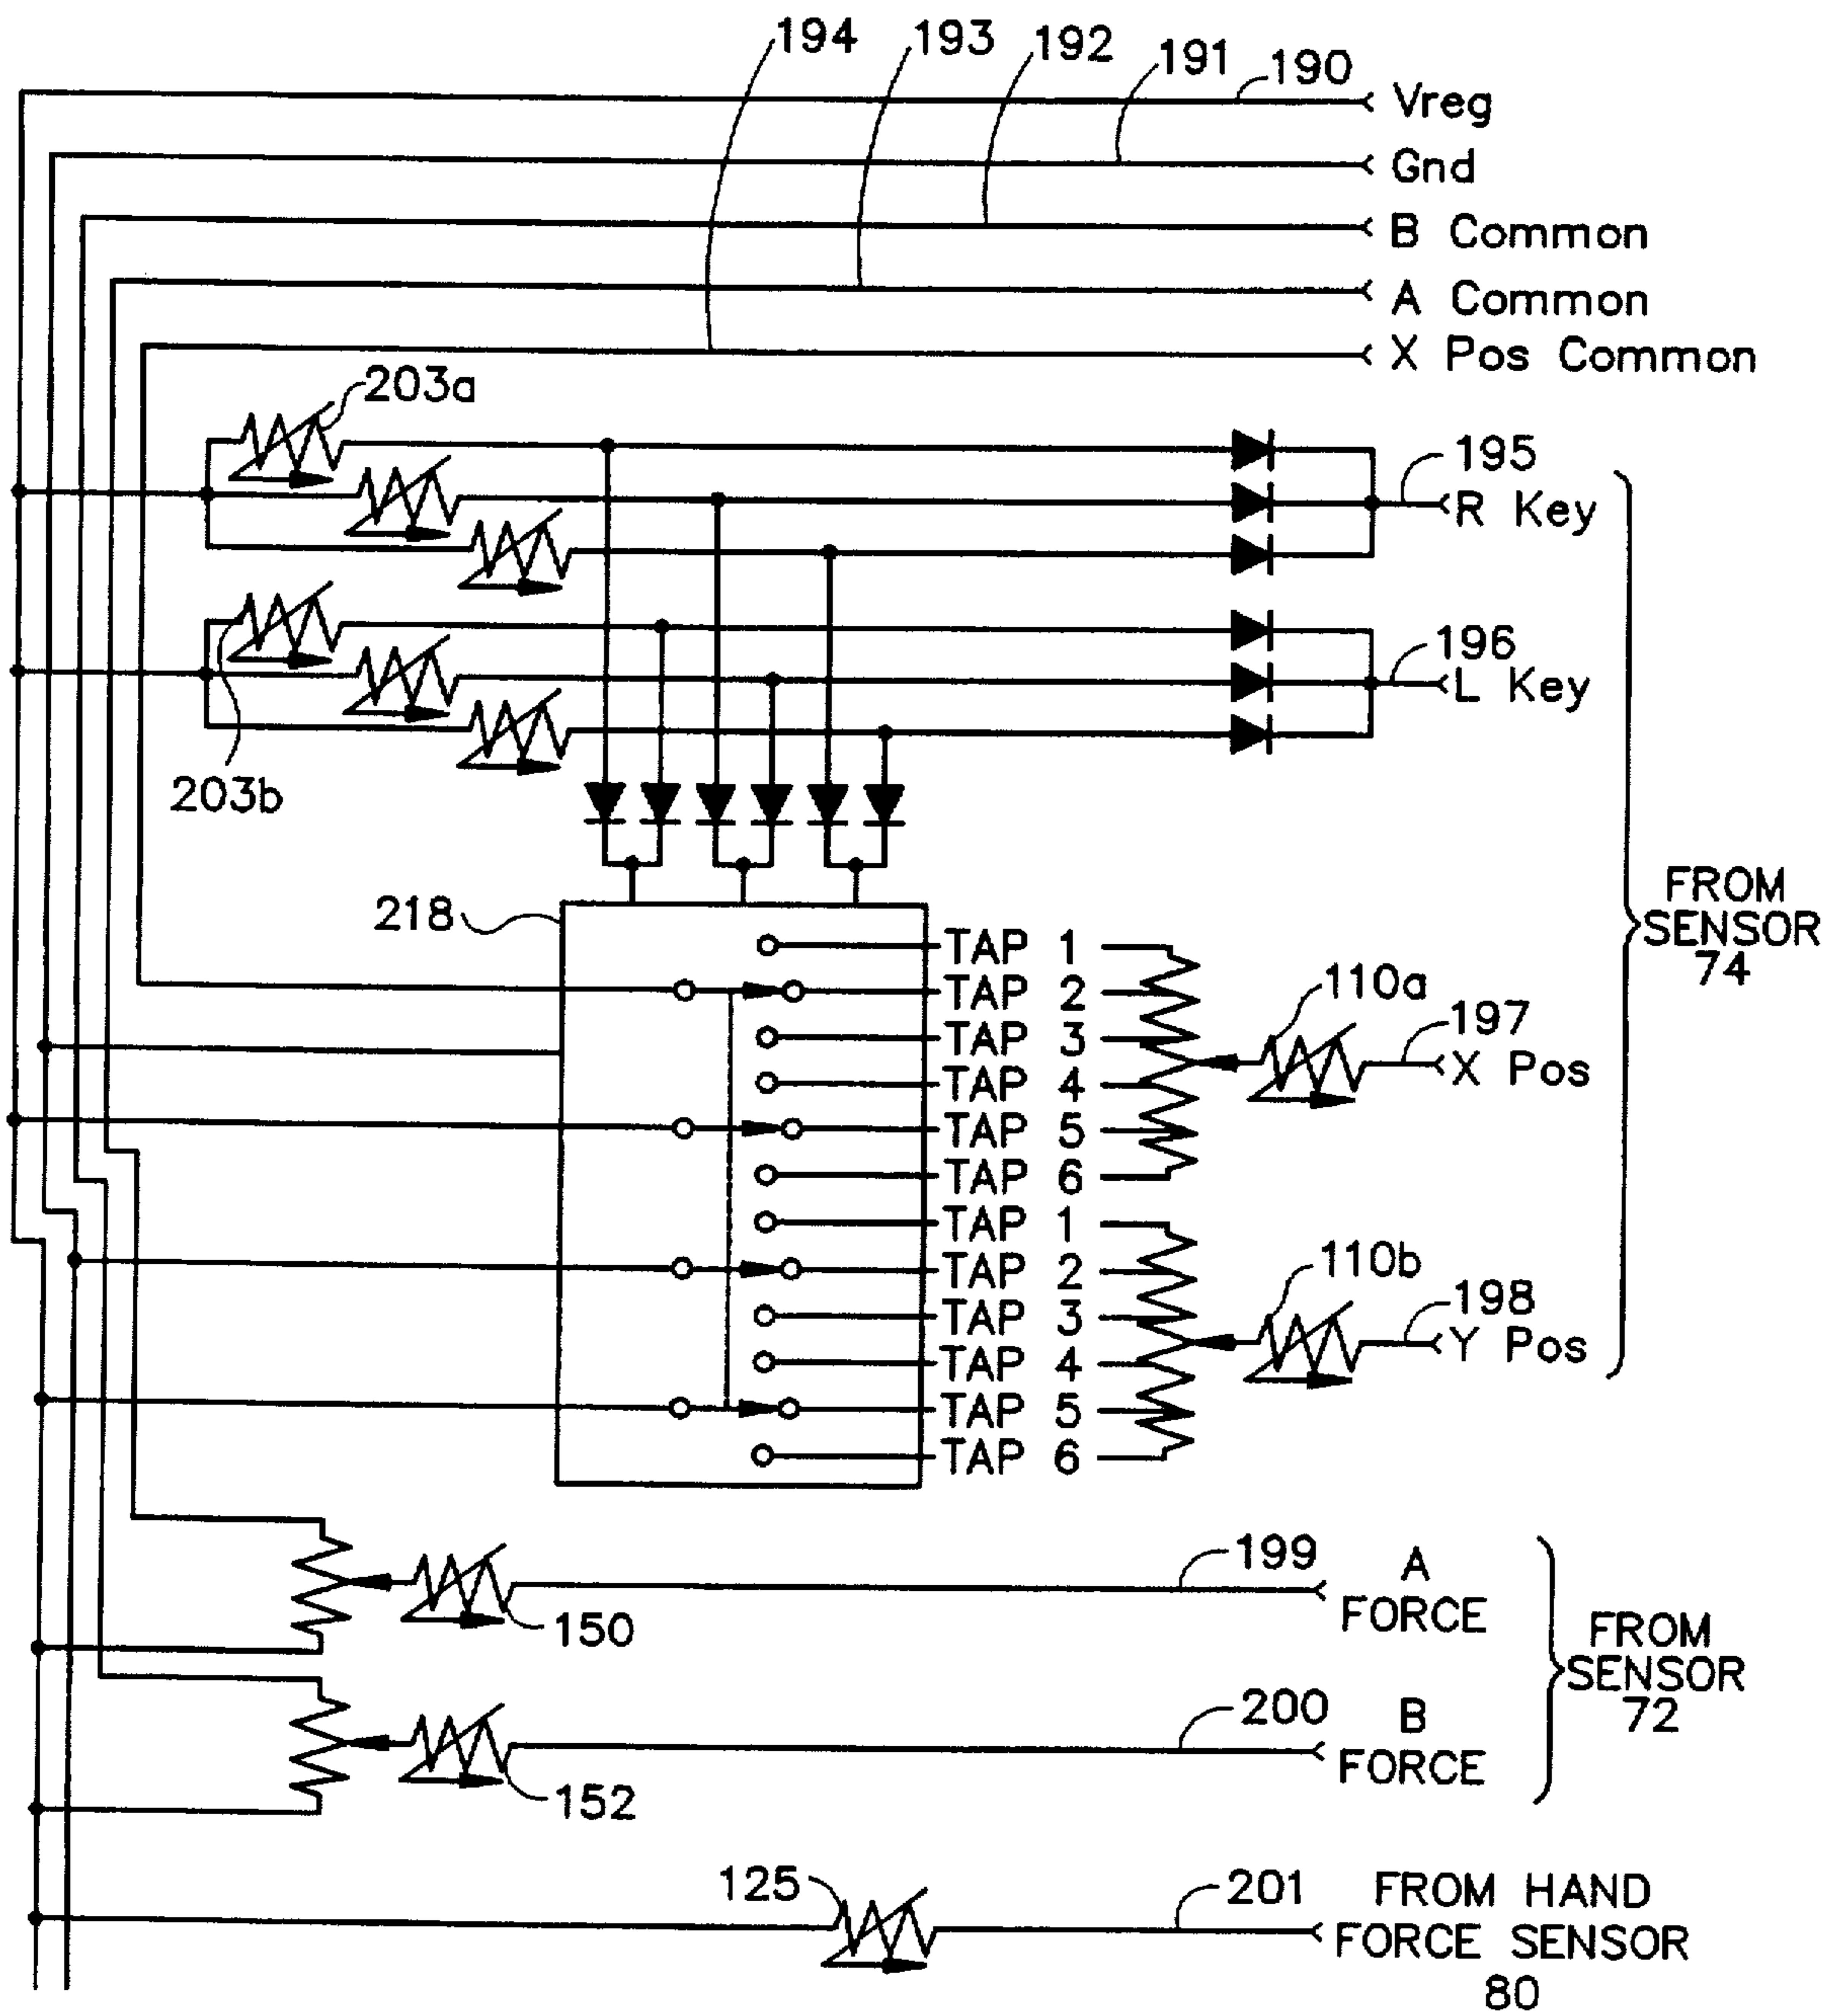 194
193
192
191
190
Vreg
Gnd
B Common
A Common
X Pos Common
203a
195
R Key
196
L Key
203b
FROM
SENSOR
74
218
TAP 1
TAP 2
TAP 3
TAP 4
TAP 5
TAP 6
110a
197
X Pos
TAP 1
TAP 2
TAP 3
TAP 4
TAP 5
TAP 6
110b
198
Y Pos
199
A
FORCE
150
200
B
FORCE
152
FROM
SENSOR
72
125
201
FROM HAND
FORCE SENSOR
80